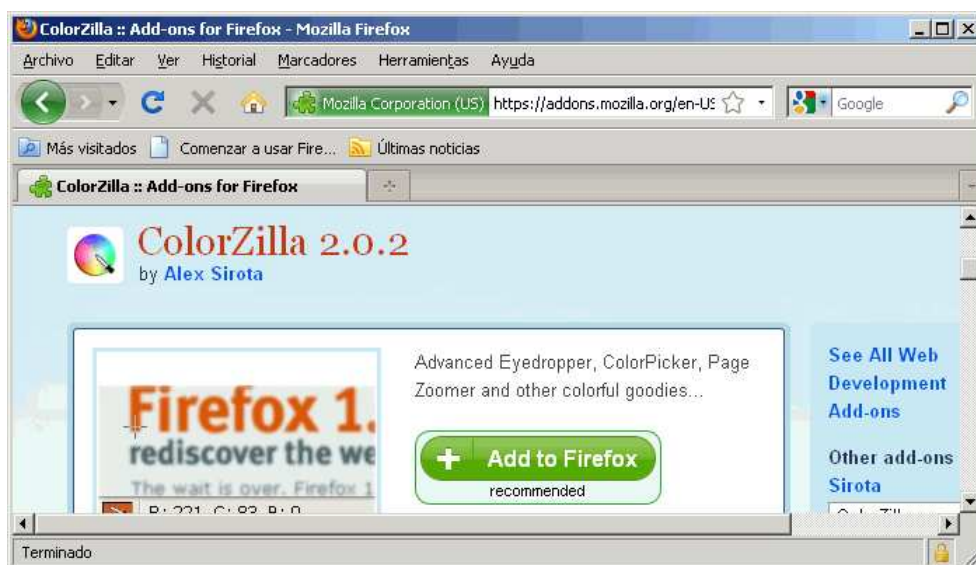 ColorZilla :: Add-ons for Firefox - Mozilla Firefox
Archivo Editar Ver Historial Marcadores Herramientas Ayuda
Mozilla Corporation (US) https://addons.mozilla.org/en-US Google
Más visitados Comenzar a usar Fire... Últimas noticias
ColorZilla :: Add-ons for Firefox
ColorZilla 2.0.2
by Alex Sirota
Advanced Eyedropper, ColorPicker, Page
Zoomer and other colorful goodies...
Firefox 1.
rediscover the we
The wait is over. Firefox 1
R: 221, G: 83, B: 0
Add to Firefox
recommended
See All Web
Development
Add-ons
Other add-ons
Sirota
Terminado